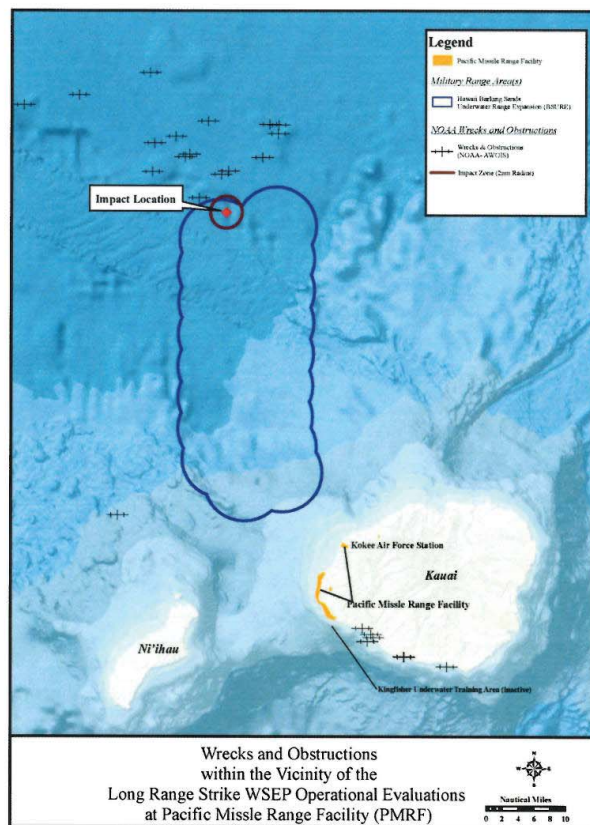 Legend
Pacific Missle Range Facility
Military Range Area(s)
Hawaii Barking Sands
Underwater Range Expansion (BSURE)
NOAA Wrecks and Obstructions
Wrecks & Obstructions
(NOAA- AWOIS)
Impact Zone (2nm Radius)
Impact Location
Kokee Air Force Station
Kauai
Pacific Missle Range Facility
Ni'ihau
Kingfisher Underwater Training Area (Inactive)
Wrecks and Obstructions
within the Vicinity of the
Long Range Strike WSEP Operational Evaluations
at Pacific Missle Range Facility (PMRF)
N
W E
S
Nautical Miles
0 2.5 5 10